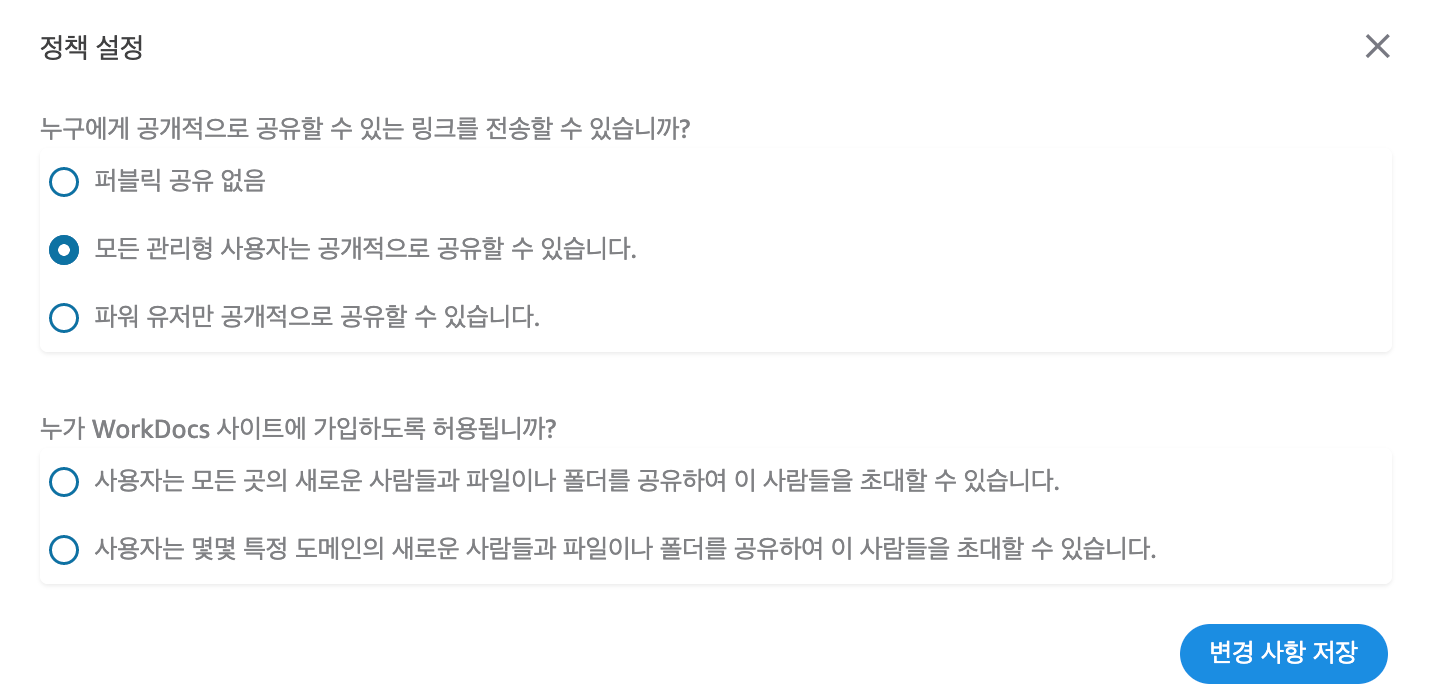 정책 설정
누구에게 공개적으로 공유할 수 있는 링크를 전송할 수 있습니까?
퍼블릭 공유 없음
모든 관리형 사용자는 공개적으로 공유할 수 있습니다.
파워 유저만 공개적으로 공유할 수 있습니다.
누가 WorkDocs 사이트에 가입하도록 허용됩니까?
사용자는 모든 곳의 새로운 사람들과 파일이나 폴더를 공유하여 이 사람들을 초대할 수 있습니다.
사용자는 몇몇 특정 도메인의 새로운 사람들과 파일이나 폴더를 공유하여 이 사람들을 초대할 수 있습니다.
변경 사항 저장